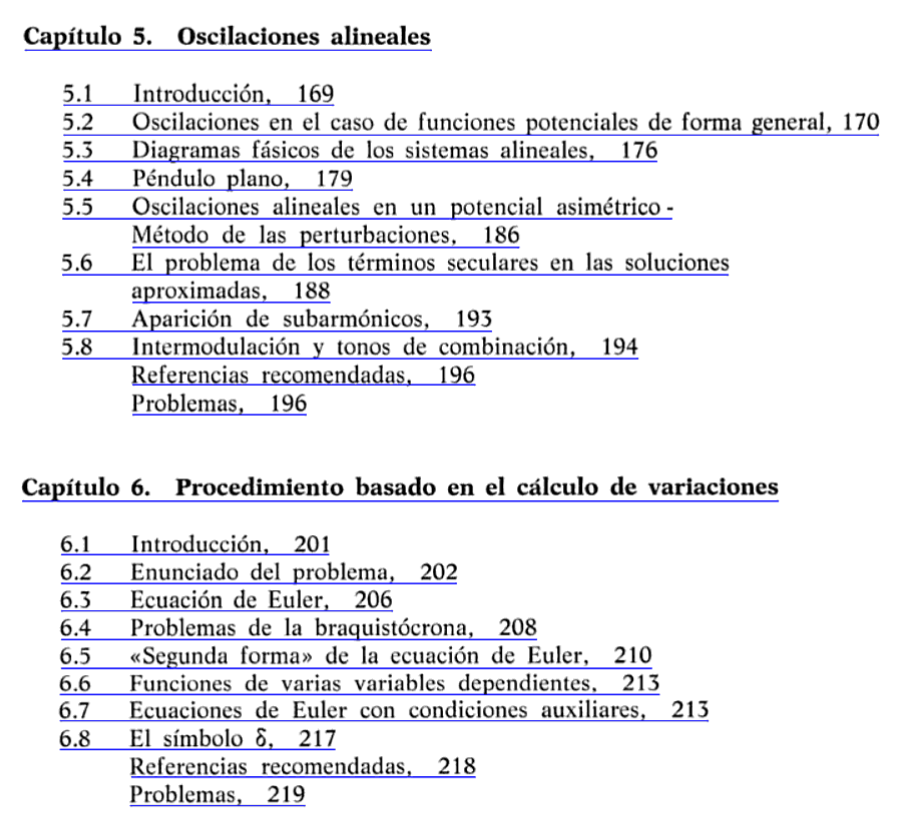 Capítulo 5. Oscilaciones alineales
5.1 Introducción, 169
5.2 Oscilaciones en el caso de funciones potenciales de forma general, 170
5.3 Diagramas fásicos de los sistemas alineales, 176
5.4 Péndulo plano, 179
5.5 Oscilaciones alineales en un potencial asimétrico -
Método de las perturbaciones, 186
5.6 El problema de los términos seculares en las soluciones
aproximadas, 188
5.7 Aparición de subarmónicos, 193
5.8 Intermodulación y tonos de combinación, 194
Referencias recomendadas, 196
Problemas, 196
Capítulo 6. Procedimiento basado en el cálculo de variaciones
6.1 Introducción, 201
6.2 Enunciado del problema, 202
6.3 Ecuación de Euler, 206
6.4 Problemas de la braquistócrona, 208
6.5 «Segunda forma» de la ecuación de Euler, 210
6.6 Funciones de varias variables dependientes, 213
6.7 Ecuaciones de Euler con condiciones auxiliares, 213
6.8 El símbolo δ, 217
Referencias recomendadas, 218
Problemas, 219